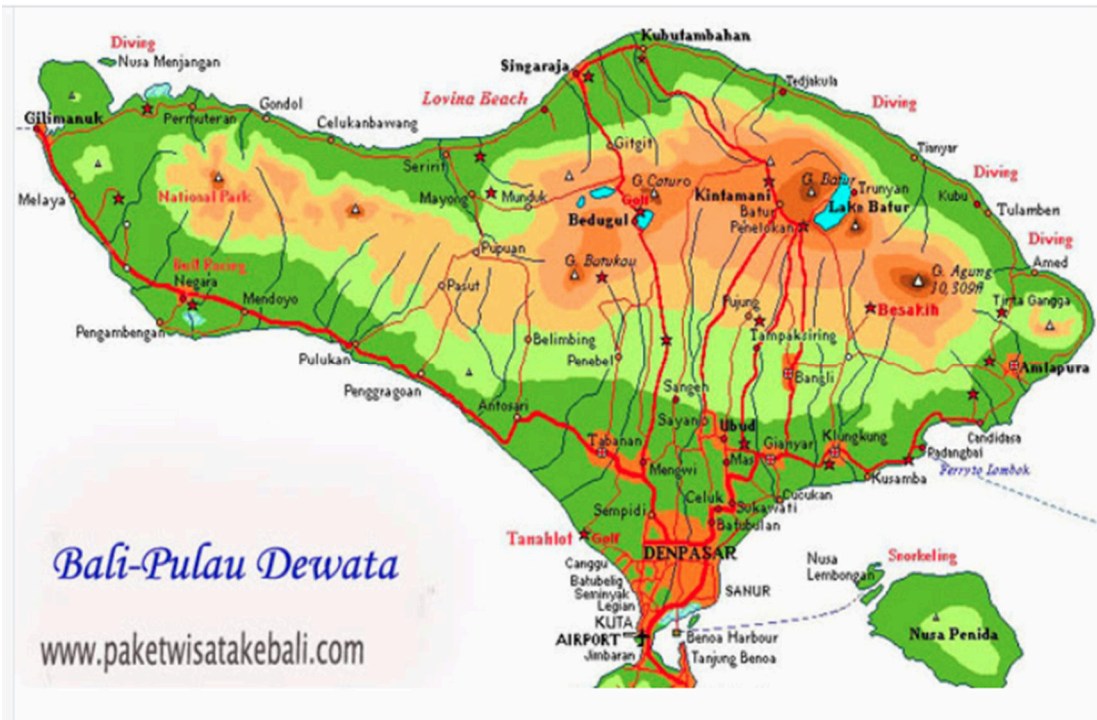 Diving
Nusa Menjangan
Kubutambahan
Singaraja
Tedjakula
Lovina Beach
Diving
Gilimanuk
Permuteran
Gondol
Celukanbawang
Gitgit
Tianyar
Seririt
Diving
Melaya
National Park
Mayong
Munduk
G. Caturo
Golf
Kintamani
G. Batur
Trunyan
Kubu
Tulamben
Bedugul
Batur
Lake Batur
Penelokan
Diving
Pupuan
Bull Racing
G. Batukau
Amed
Negara
Pasut
G. Agung
10,309ft
Mendoyo
Pujung
Besakih
Tirta Gangga
Pengambengan
Belimbing
Tampaksiring
Pulukan
Penebel
Amlapura
Bangli
Penggragoan
Sangeh
Antosari
Sayan
Ubud
Candidasa
Tabanan
Gianyar
Klungkung
Padangbai
Mengwi
Mas
Ferry to Lombok
Kusamba
Celuk
Cucukan
Sempidi
Sukawati
Batubulan
Tanahlot
Golf
DENPASAR
Bali-Pulau Dewata
Canggu
Nusa
Lembongan
Snorkeling
Batubelig
Seminyak
SANUR
Legian
KUTA
AIRPORT
Benoa Harbour
Nusa Penida
www.paketwisatakebali.com
Jimbaran
Tanjung Benoa